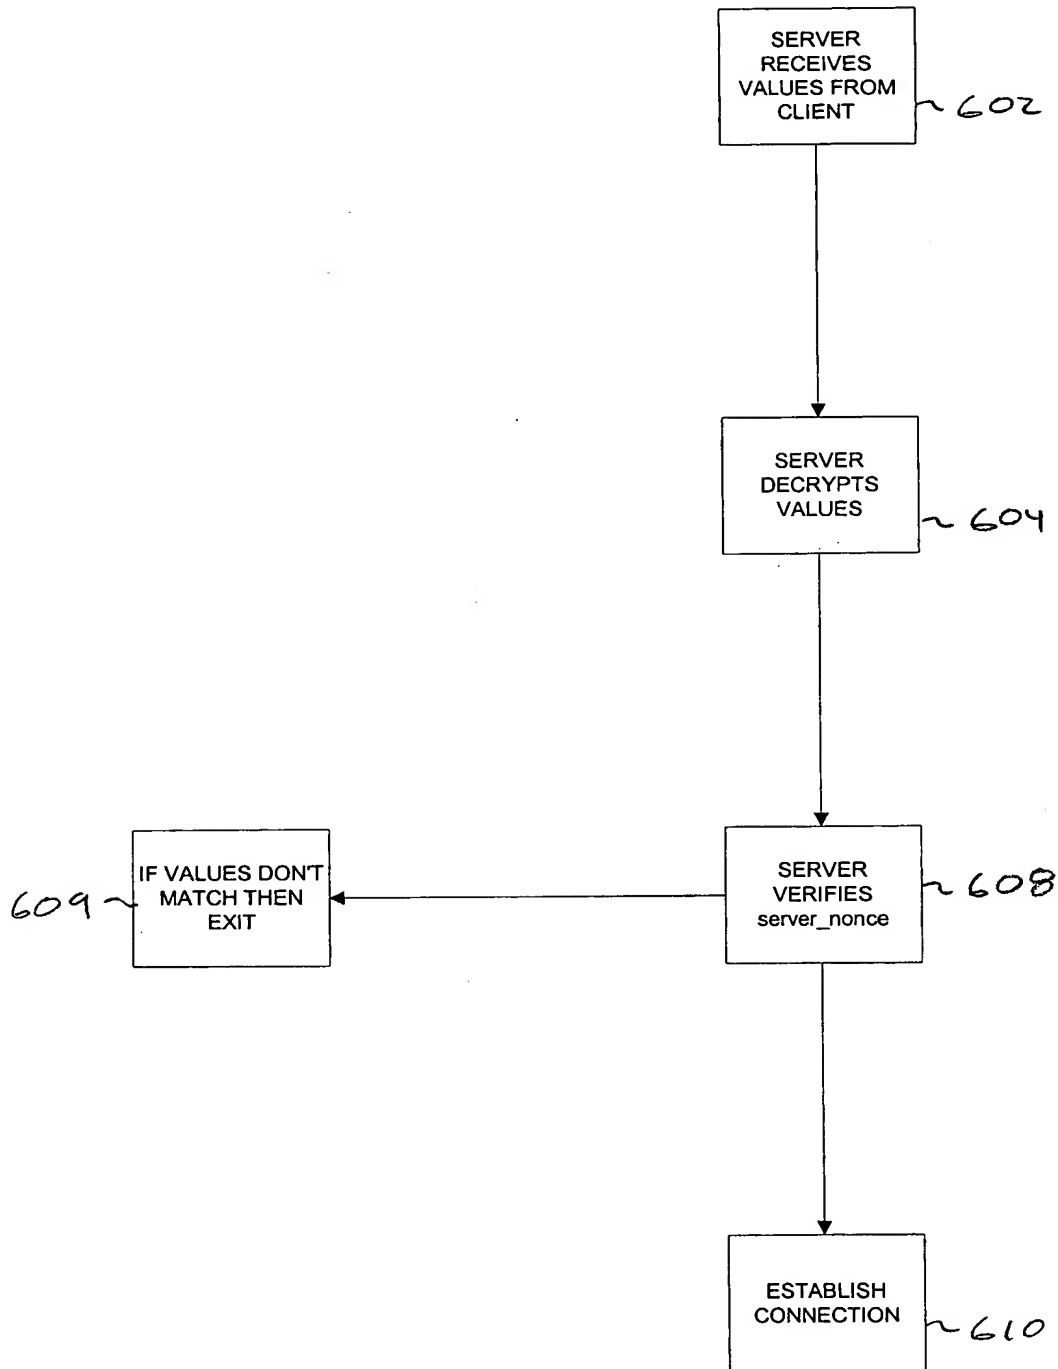 SERVER
RECEIVES
VALUES FROM
CLIENT
~ 602
SERVER
DECRYPTS
VALUES
~ 604
609 ~
IF VALUES DON'T
MATCH THEN
EXIT
SERVER
VERIFIES
server_nonce
~ 608
ESTABLISH
CONNECTION
~ 610